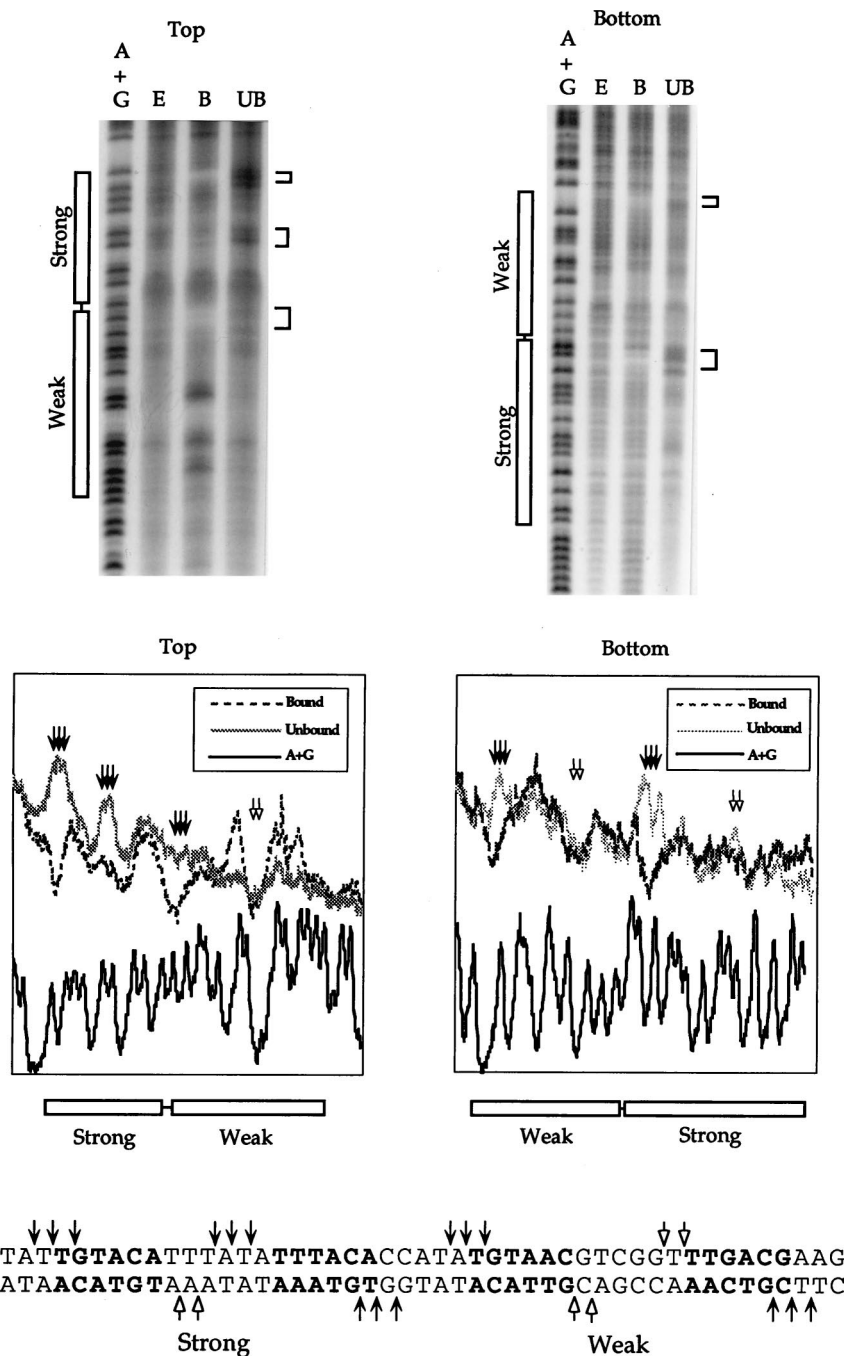 Top
A
+
G E B UB
Strong
Weak
Bottom
A
+
G E B UB
Weak
Strong
Top
Bound
Unbound
A+G
Strong Weak
Bottom
Bound
Unbound
A+G
Weak Strong
TATTGTACATTTATATTTACACCATATGTAACGTCGGTTTGACGAAG
ATAACATGTAAATATAAATGTGGTATACATTGCAGCCAAACTGCTTC
Strong Weak